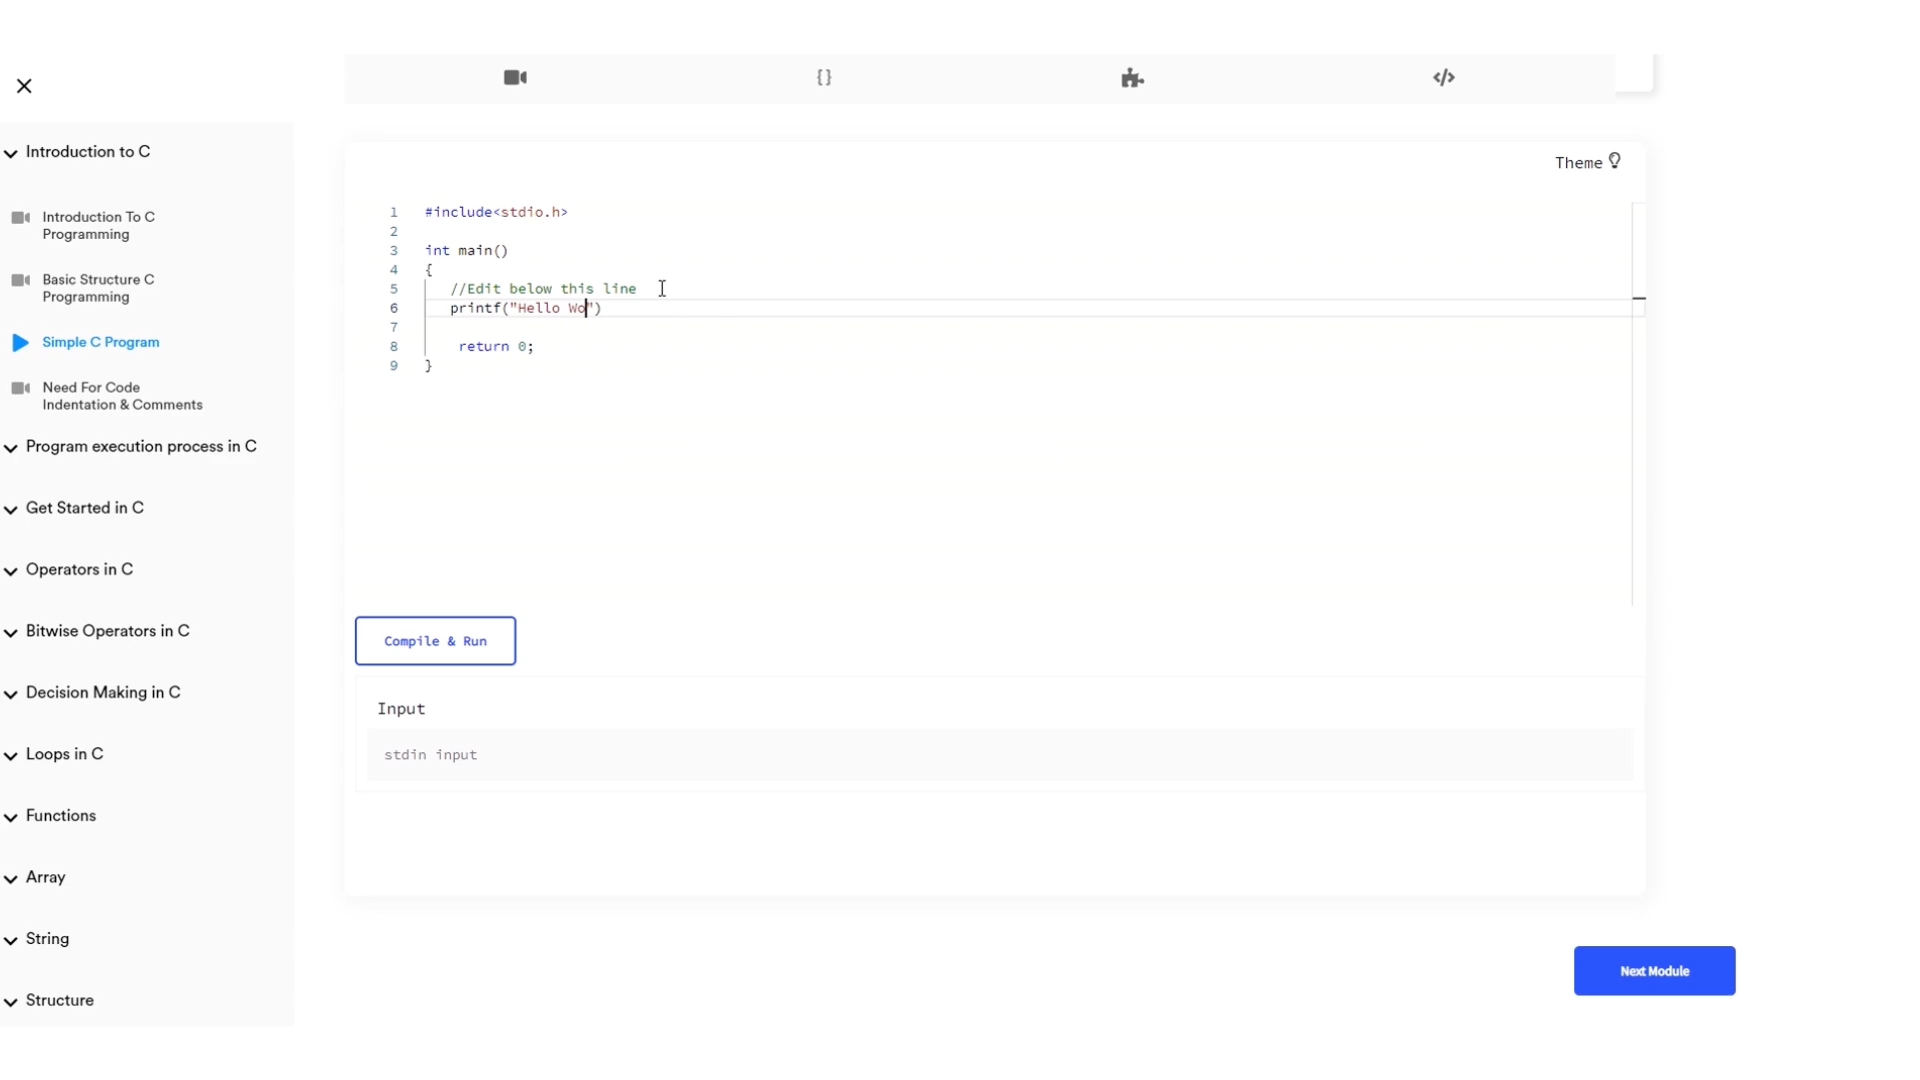 Introduction to C
Introduction To C
Programming
Basic Structure C
Programming
Simple C Program
Need For Code
Indentation & Comments
Program execution process in C
Get Started in C
Operators in C
Bitwise Operators in C
Decision Making in C
Loops in C
Functions
Array
String
Structure
{}
</>
Theme
1 #include<stdio.h>
2
3 int main()
4 {
5 //Edit below this line
6 printf("Hello Wo")
7
8 return 0;
9 }
Compile & Run
Input
stdin input
Next Module